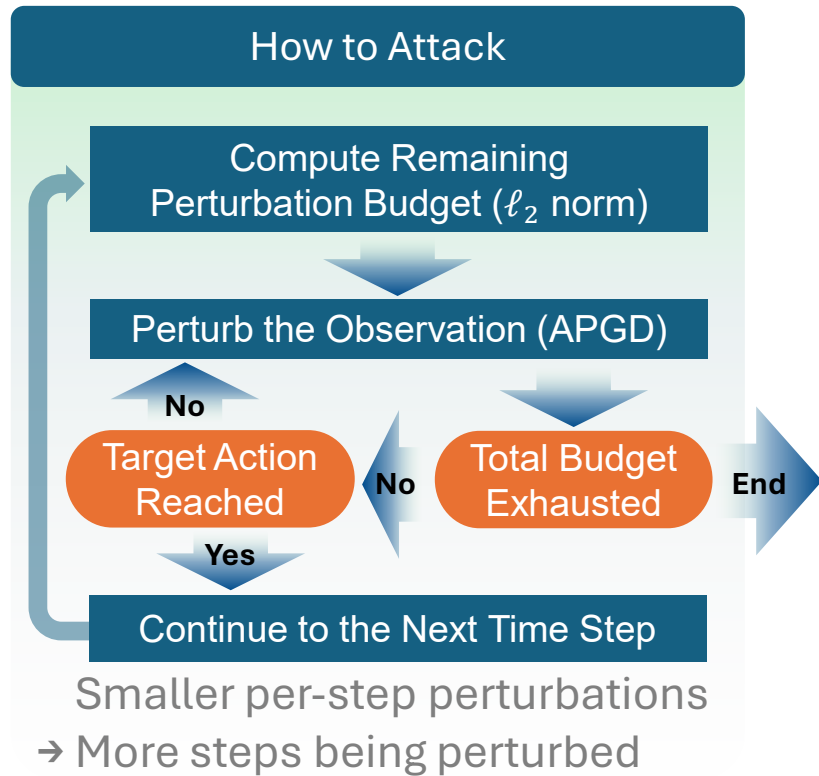 How to Attack
Compute Remaining
Perturbation Budget (ℓ₂ norm)
Perturb the Observation (APGD)
No
Target Action
Reached
No
Total Budget
Exhausted
End
Yes
Continue to the Next Time Step
Smaller per-step perturbations
→ More steps being perturbed